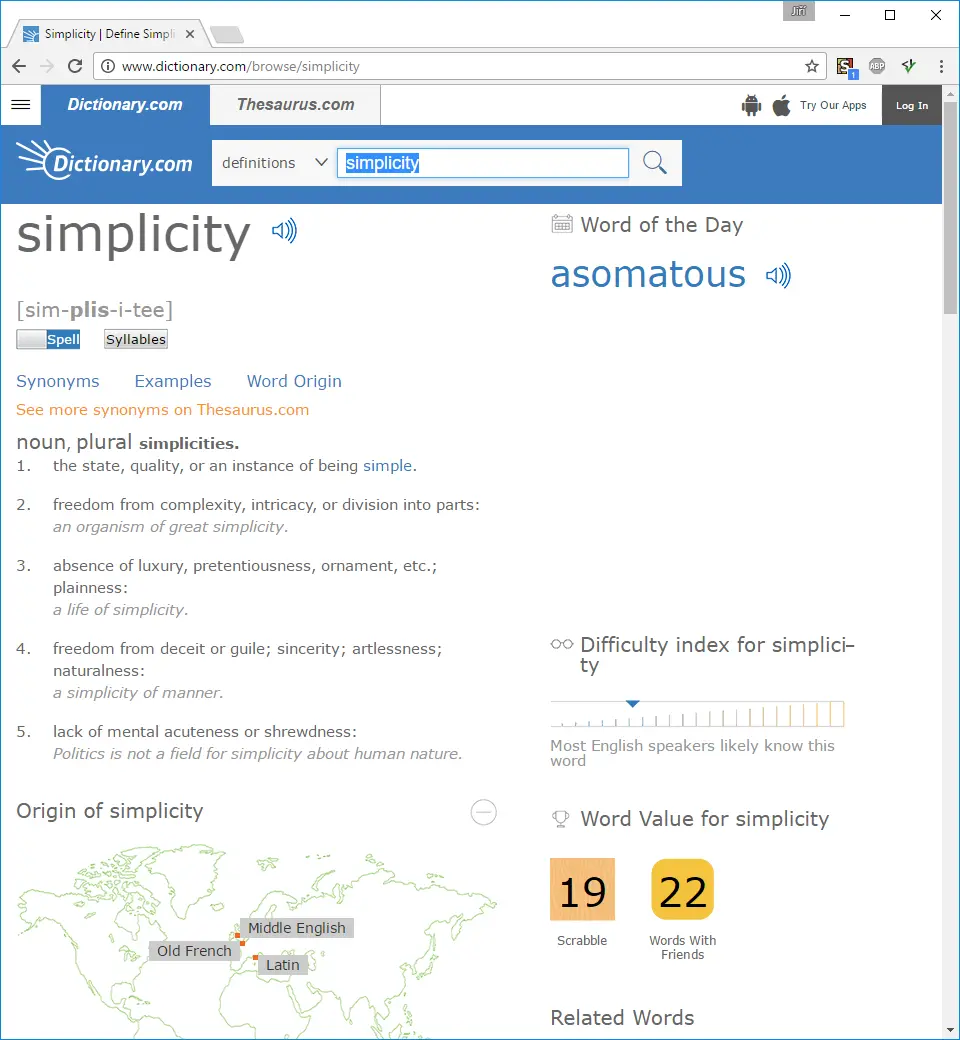 Jiří
Simplicity | Define Simpli
www.dictionary.com/browse/simplicity
S
1
ABP
Dictionary.com
Thesaurus.com
Try Our Apps
Log In
Dictionary.com
definitions
simplicity
simplicity
[sim-plis-i-tee]
Spell
Syllables
Synonyms Examples Word Origin
See more synonyms on Thesaurus.com
noun, plural simplicities.
1. the state, quality, or an instance of being simple.
2. freedom from complexity, intricacy, or division into parts:
an organism of great simplicity.
3. absence of luxury, pretentiousness, ornament, etc.;
plainness:
a life of simplicity.
4. freedom from deceit or guile; sincerity; artlessness;
naturalness:
a simplicity of manner.
5. lack of mental acuteness or shrewdness:
Politics is not a field for simplicity about human nature.
Origin of simplicity
Middle English
Old French
Latin
Word of the Day
asomatous
Difficulty index for simplici-
ty
Most English speakers likely know this
word
Word Value for simplicity
19
22
Scrabble
Words With
Friends
Related Words